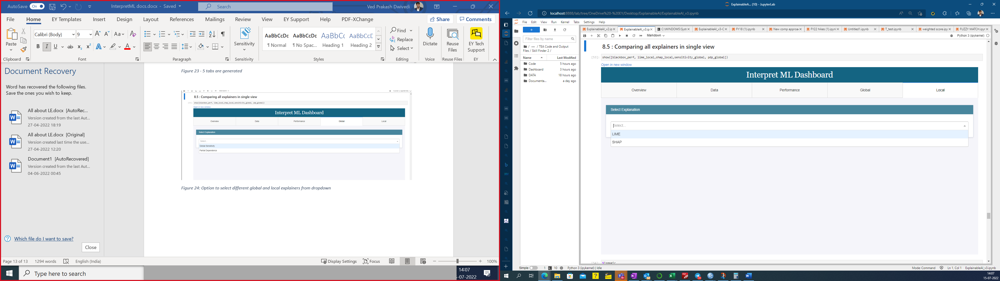 AutoSave On InterpretML docs.docx - Saved Search Ved Prakash Dwivedi
File Home EY Templates Insert Design Layout References Mailings Review View EY Support Help PDF-XChange Share Comments
Paste
Clipboard
Calibri (Body) 9
Font
Paragraph
Sensitivity
Sensitivity
AaBbCcDc AaBbCcDc AaBbCc AaBbCcD
¶ Normal ¶ No Spac... Heading 1 Heading 2
Styles
Find
Replace
Select
Editing
Dictate
Voice
Reuse Files
Reuse Files
EY Tech Support
EY
Document Recovery
Word has recovered the following files.
Save the ones you wish to keep.
All about LE.docx [AutoRec...
Version created from the last Aut...
27-04-2022 18:19
All about LE.docx [Original]
Version created last time the use...
27-04-2022 12:20
Document1 [AutoRecovered]
Version created from the last Aut...
04-06-2022 00:45
Which file do I want to save?
Close
Figure 23 - 5 tabs are generated
8.5 : Comparing all explainers in single view
show([blackbox_perf, lime_local,shap_local,sensitivity_global, pdp_global])
Open in new window
Interpret ML Dashboard
Overview Data Performance Global Local
Select Explanation
Select...
Global Sensitivity
Partial Dependence
Figure 24: Option to select different global and local explainers from dropdown
Page 13 of 13 1294 words English (India) Display Settings Focus 100%
Type here to search
14:07
-07-2022
ExplainableA... (10) - JupyterLab
localhost:8888/lab/tree/OneDrive%20-%20EY/Desktop/ExplainableAI/ExplainableAI_v3.ipynb
File Edit View Run Kernel Tabs Settings Help
Filter files by name
/ ··· / TEA Code and Output
Files / Skill Finder 2 /
Name Last Modified
Code 5 hours ago
Dashboard 3 hours ago
DATA 18 hours ago
Documenta... a day ago
ExplainableAI_v2.ip ExplainableAI_v3.ip C:\WINDOWS\Syst ExplainableAI_v3-C FY18 (1).ipynb New comp approa FY22 hikes (1).ipyn Untitled1.ipynb T_test.ipynb weighted score.ipy FUZZY MATCH.ipyr
Markdown Python 3 (ipykernel)
8.5 : Comparing all explainers in single view
[53]: show([blackbox_perf, lime_local,shap_local,sensitivity_global, pdp_global])
Open in new window
Interpret ML Dashboard
Overview Data Performance Global Local
Select Explanation
Select...
LIME
SHAP
[54]: %lsmagic
Simple 1 10 Python 3 (ipykernel) | Idle Mode: Command Ln 1, Col 1 ExplainableAI_v3.ipynb
14:07
15-07-2022